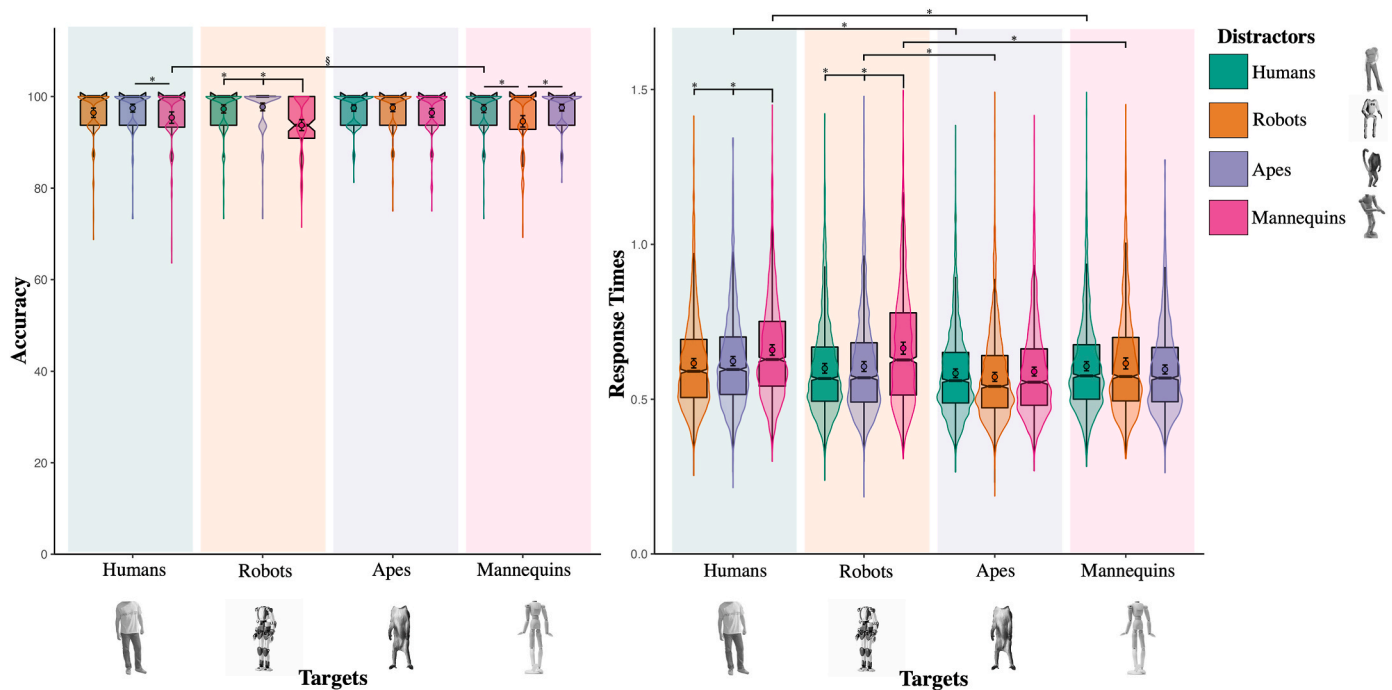 Accuracy
100
80
60
40
20
0
* § * * * *
Humans Robots Apes Mannequins
Targets
Response Times
1.5
1.0
0.5
0.0
* * * *
* * * *
Humans Robots Apes Mannequins
Targets
Distractors
Humans
Robots
Apes
Mannequins